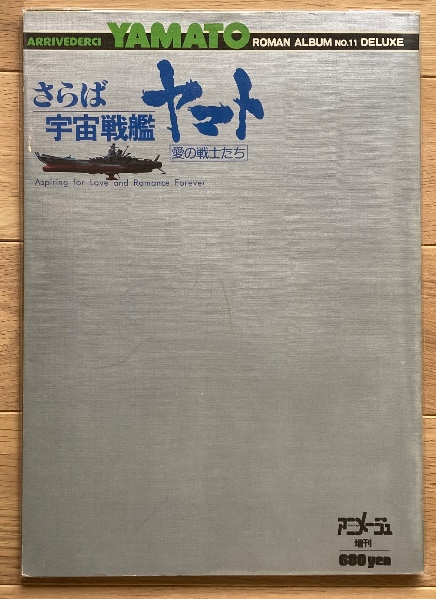 ARRIVEDERCI YAMATO ROMAN ALBUM NO.11 DELUXE
さらば
宇宙戦艦
ヤマト
愛の戦士たち
Aspiring for Love and Romance Forever
アニメージュ
増刊
680 yen